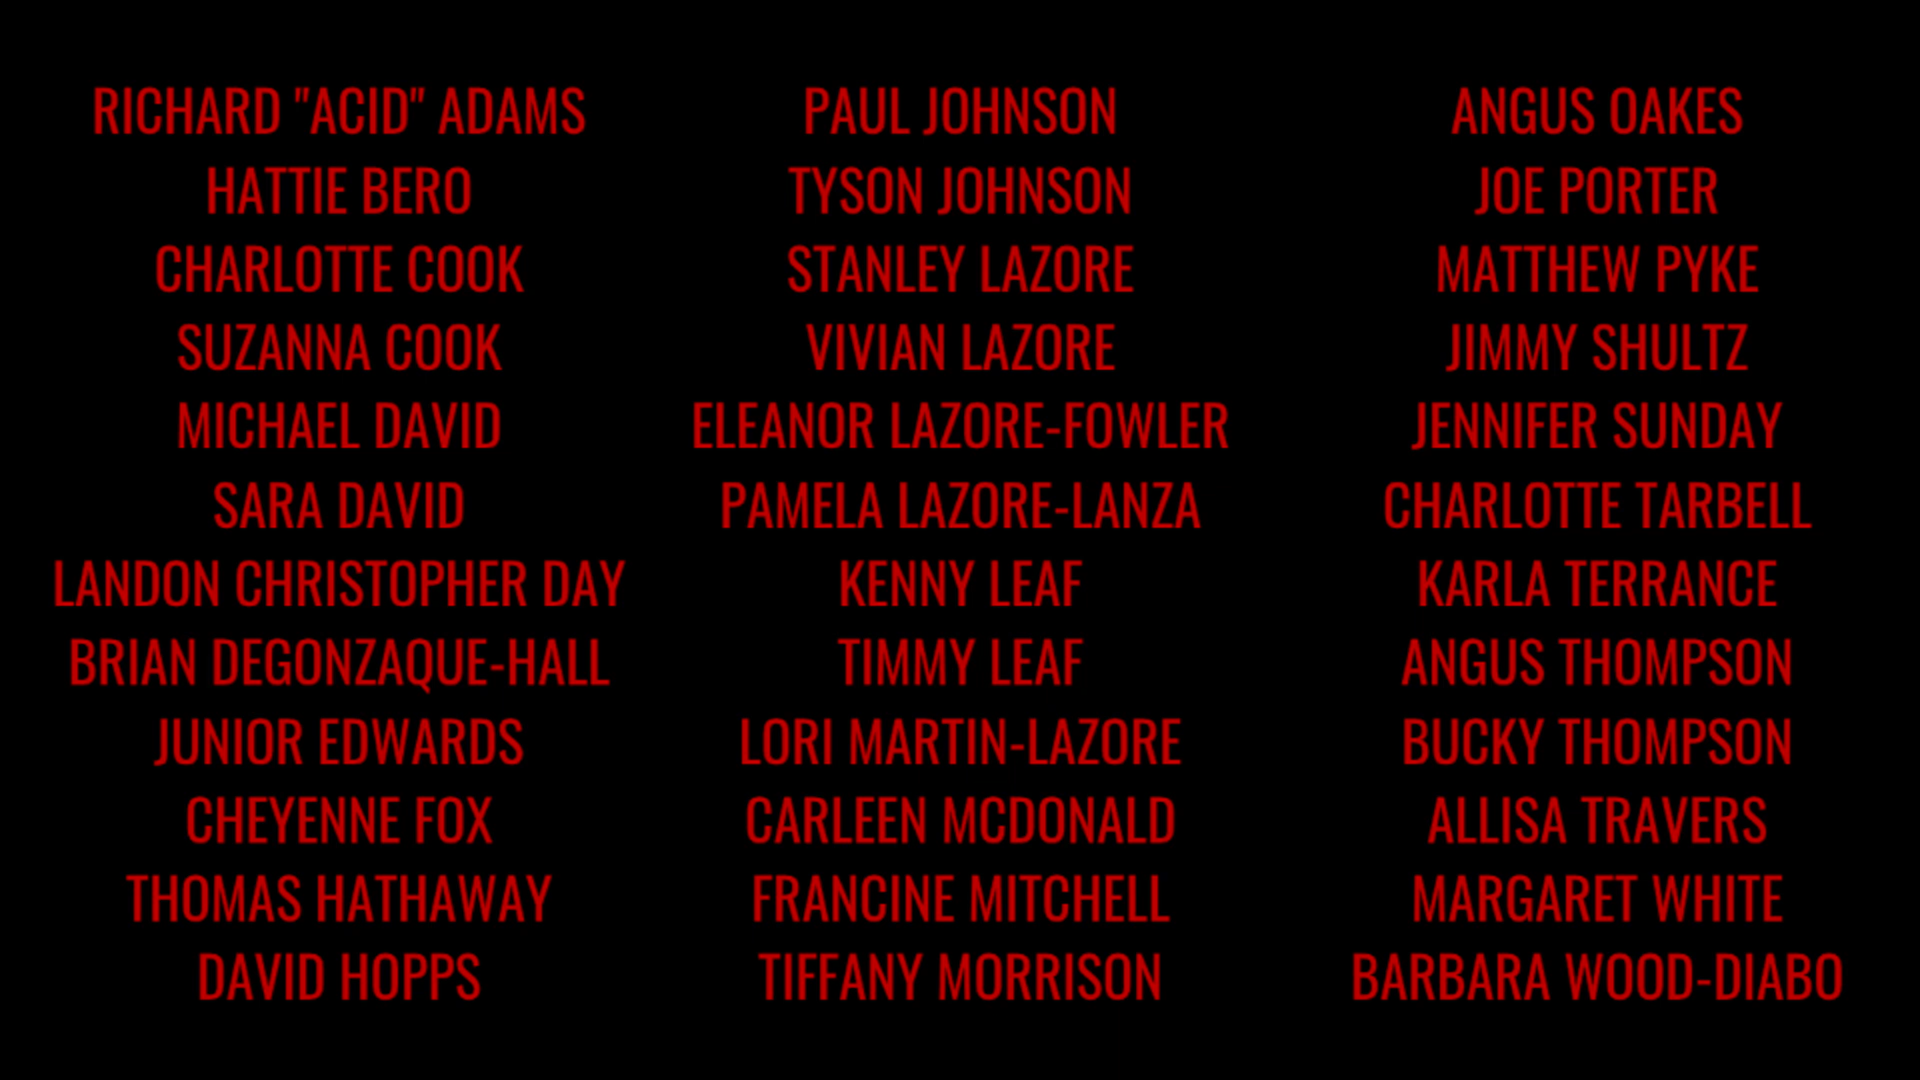 RICHARD "ACID" ADAMS
HATTIE BERO
CHARLOTTE COOK
SUZANNA COOK
MICHAEL DAVID
SARA DAVID
LANDON CHRISTOPHER DAY
BRIAN DEGONZAQUE-HALL
JUNIOR EDWARDS
CHEYENNE FOX
THOMAS HATHAWAY
DAVID HOPPS
PAUL JOHNSON
TYSON JOHNSON
STANLEY LAZORE
VIVIAN LAZORE
ELEANOR LAZORE-FOWLER
PAMELA LAZORE-LANZA
KENNY LEAF
TIMMY LEAF
LORI MARTIN-LAZORE
CARLEEN MCDONALD
FRANCINE MITCHELL
TIFFANY MORRISON
ANGUS OAKES
JOE PORTER
MATTHEW PYKE
JIMMY SHULTZ
JENNIFER SUNDAY
CHARLOTTE TARBELL
KARLA TERRANCE
ANGUS THOMPSON
BUCKY THOMPSON
ALLISA TRAVERS
MARGARET WHITE
BARBARA WOOD-DIABO